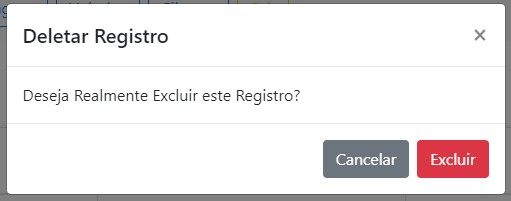 Deletar Registro
×
Deseja Realmente Excluir este Registro?
Cancelar
Excluir